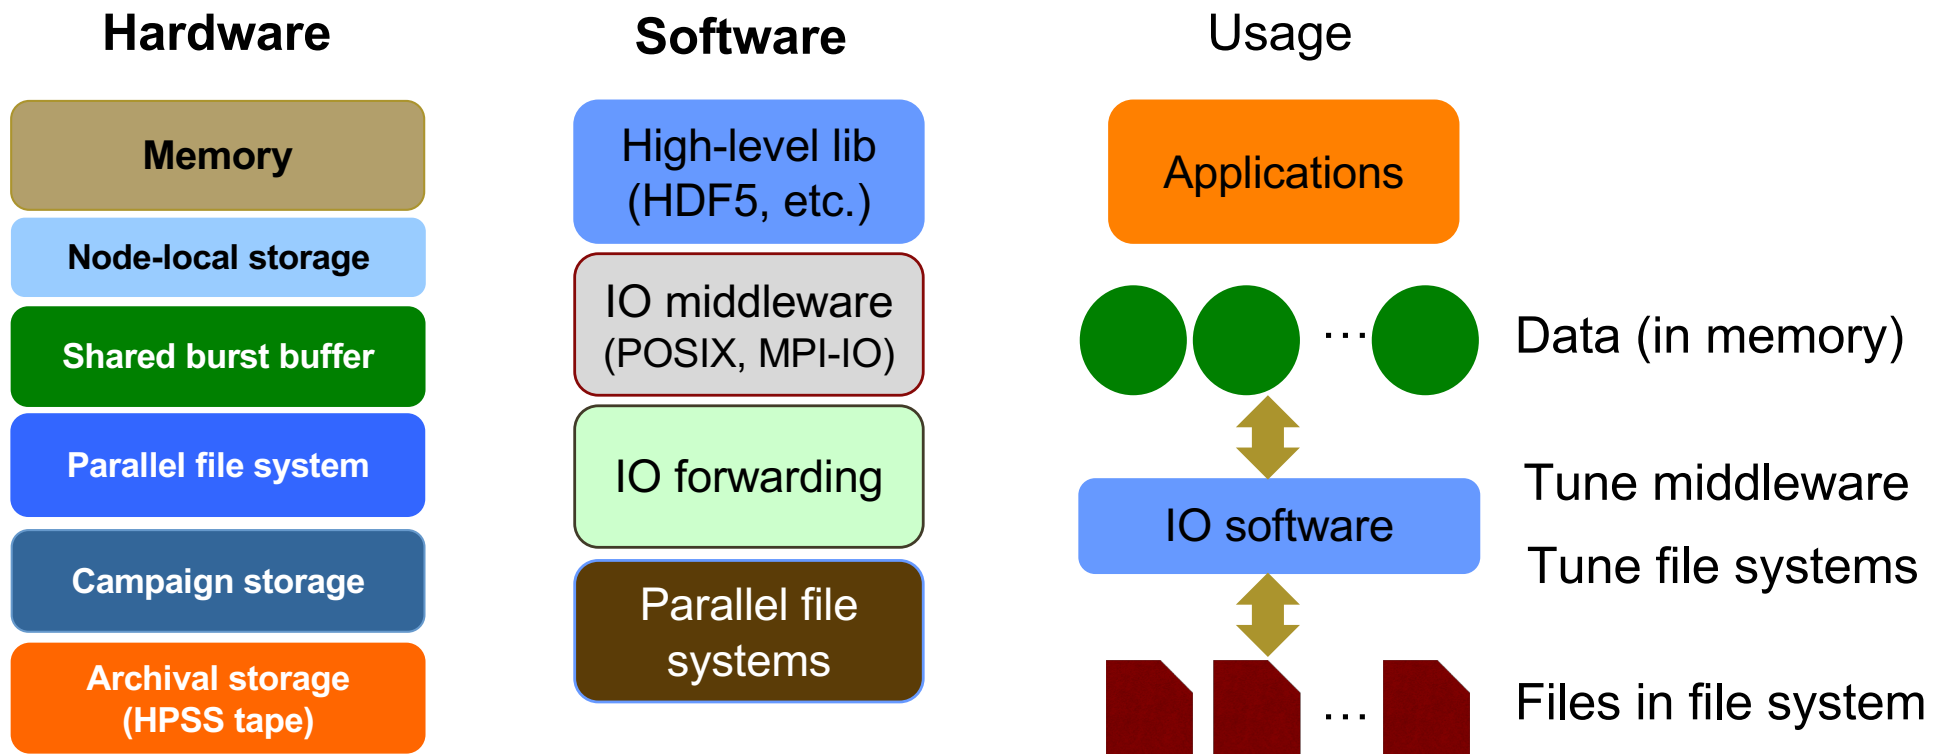 Hardware
Memory
Node-local storage
Shared burst buffer
Parallel file system
Campaign storage
Archival storage
(HPSS tape)
Software
High-level lib
(HDF5, etc.)
IO middleware
(POSIX, MPI-IO)
IO forwarding
Parallel file
systems
Usage
Applications
... Data (in memory)
IO software
Tune middleware
Tune file systems
... Files in file system